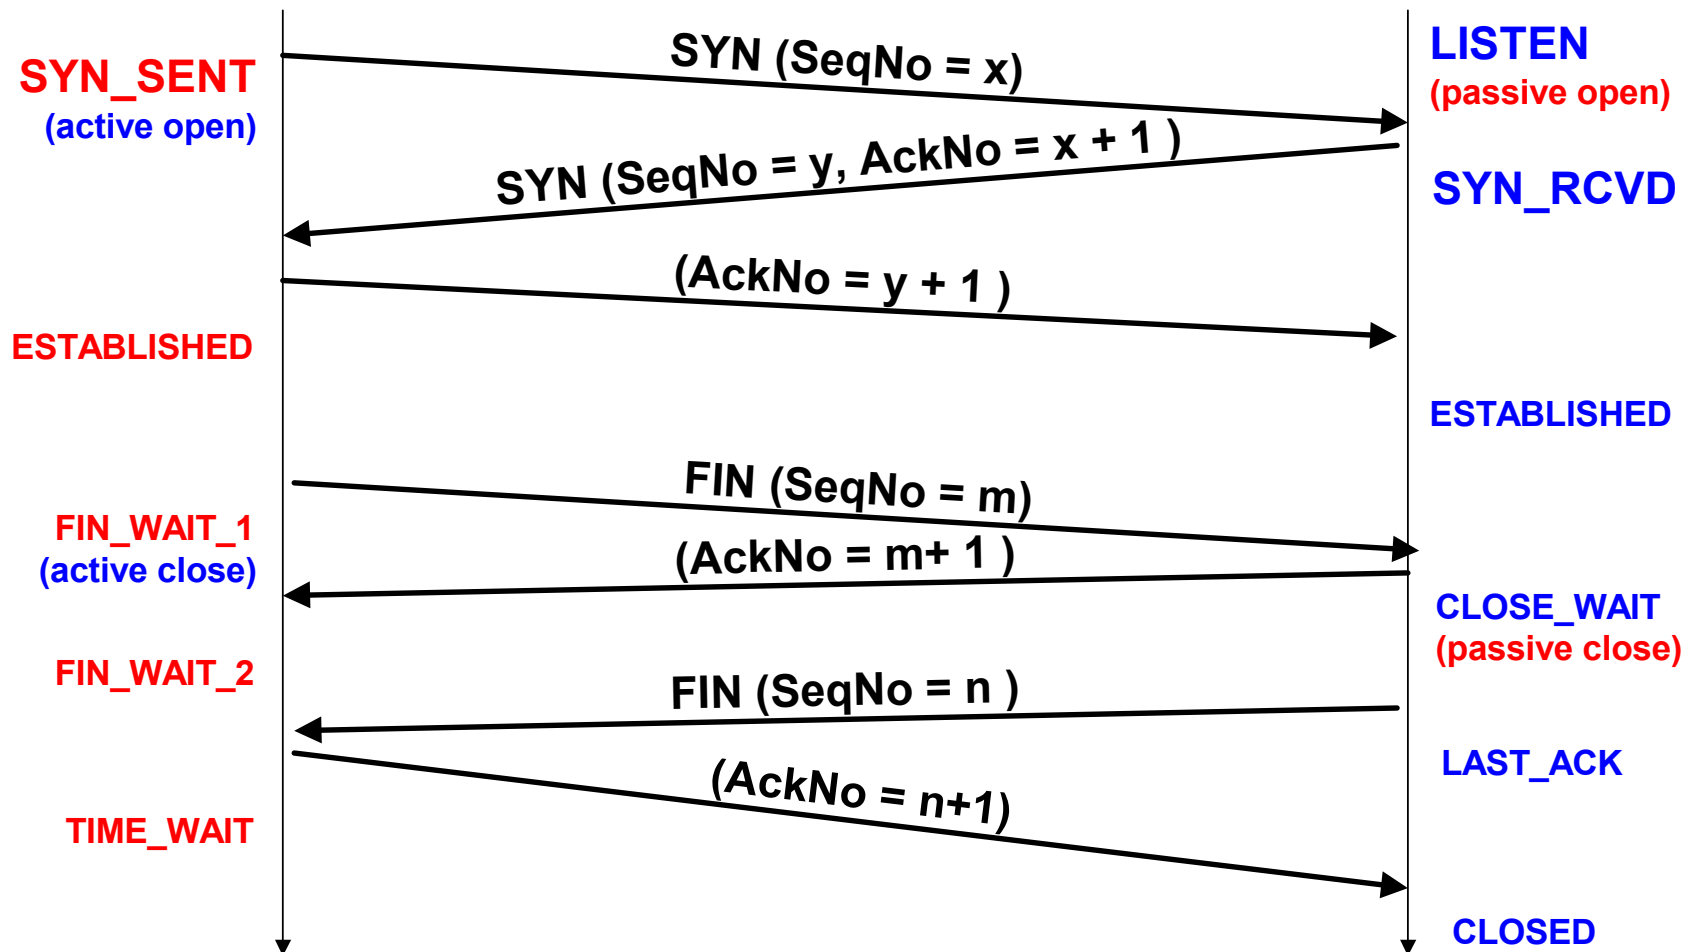 SYN (SeqNo = x)
LISTEN
(passive open)
SYN_SENT
(active open)
SYN (SeqNo = y, AckNo = x + 1 )
SYN_RCVD
(AckNo = y + 1 )
ESTABLISHED
ESTABLISHED
FIN (SeqNo = m)
FIN_WAIT_1
(active close)
(AckNo = m+ 1 )
CLOSE_WAIT
(passive close)
FIN_WAIT_2
FIN (SeqNo = n )
LAST_ACK
(AckNo = n+1)
TIME_WAIT
CLOSED